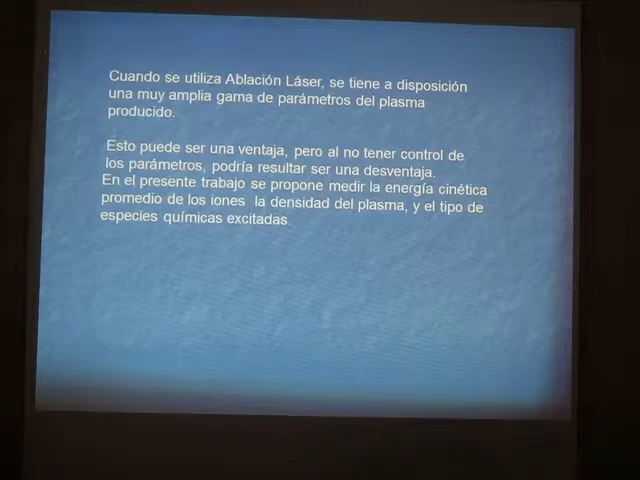 Cuando se utiliza Ablación Láser, se tiene a disposición
una muy amplia gama de parámetros del plasma
producido.
Esto puede ser una ventaja, pero al no tener control de
los parámetros, podría resultar ser una desventaja.
En el presente trabajo se propone medir la energía cinética
promedio de los iones la densidad del plasma, y el tipo de
especies químicas excitadas.